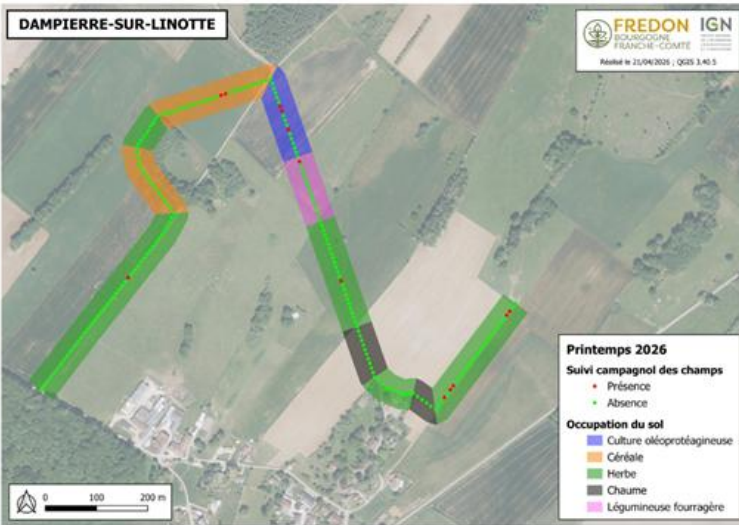 DAMPIERRE-SUR-LINOTTE
FREDON
BOURGOGNE
FRANCHE-COMTÉ
IGN
Réalisé le 21/04/2026 ; QGIS 3.40.5
Printemps 2026
Suivi campagnol des champs
Présence
Absence
Occupation du sol
Culture oléoprotéagineuse
Céréale
Herbe
Chaume
Légumineuse fourragère
0 100 200 m